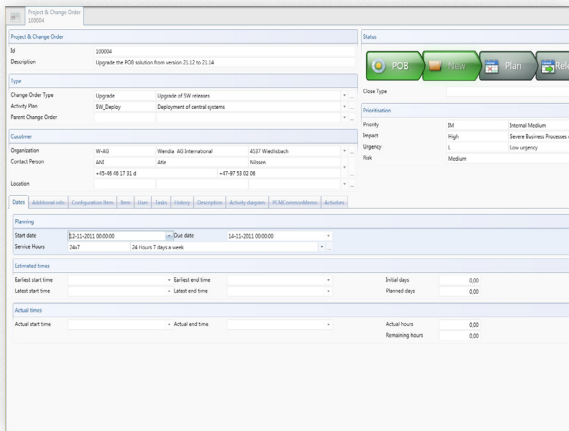 Project & Change Order
100004
Project & Change Order
Id 100004
Description Upgrade the POB solution from version 21.12 to 21.14
Type
Change Order Type Upgrade Upgrade of SW releases
Activity Plan SW_Deploy Deployment of central systems
Parent Change Order
Customer
Organization W-AG Wendia AG International 4537 Wiedlisbach
Contact Person ANI Atle Nilssen
+45-46 46 17 31 d +47-97 53 02 06
Location
Status
POB New Plan Rele
Close Type
Prioritisation
Priority IM Internal Medium
Impact High Severe Business Processes
Urgency L Low urgency
Risk Medium
Dates Additional info Configuration Item Item User Tasks History Description Activity diagram PCMCommonMemo Activities
Planning
Start date 12-11-2011 00:00:00 Due date 14-11-2011 00:00:00
Service Hours 24x7 24 Hours 7 days a week
Estimated times
Earliest start time Earliest end time Initial days 0,00
Latest start time Latest end time Planned days 0,00
Actual times
Actual start time Actual end time Actual hours 0,00
Remaining hours 0,00